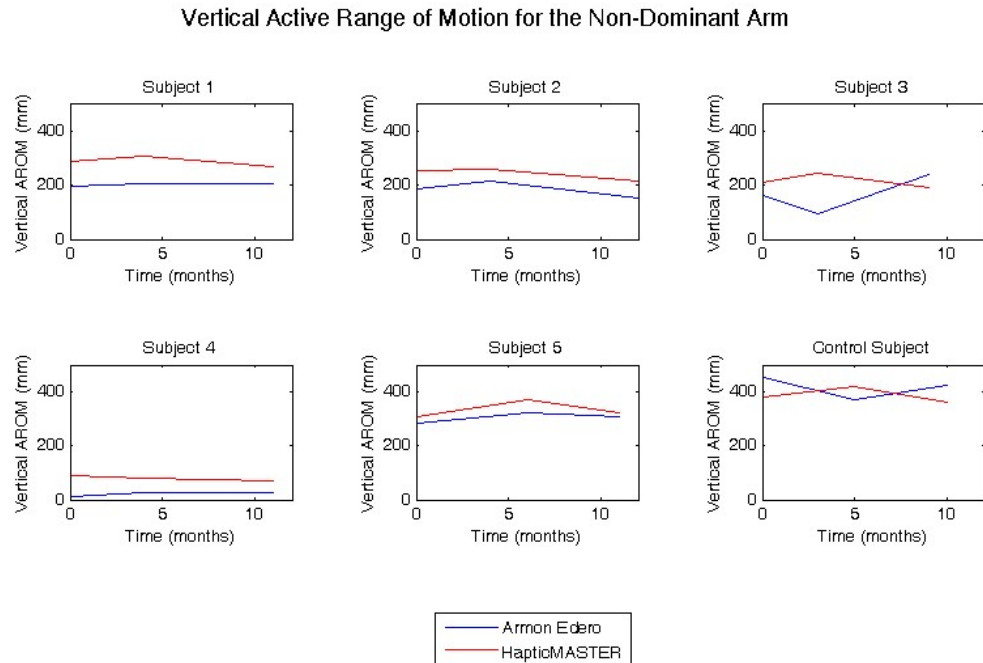 Vertical Active Range of Motion for the Non-Dominant Arm
Subject 1
Vertical AROM (mm)
400
200
0
0 5 10
Time (months)
Subject 2
Vertical AROM (mm)
400
200
0
0 5 10
Time (months)
Subject 3
Vertical AROM (mm)
400
200
0
0 5 10
Time (months)
Subject 4
Vertical AROM (mm)
400
200
0
0 5 10
Time (months)
Subject 5
Vertical AROM (mm)
400
200
0
0 5 10
Time (months)
Control Subject
Vertical AROM (mm)
400
200
0
0 5 10
Time (months)
Armon Edero
HapticMASTER